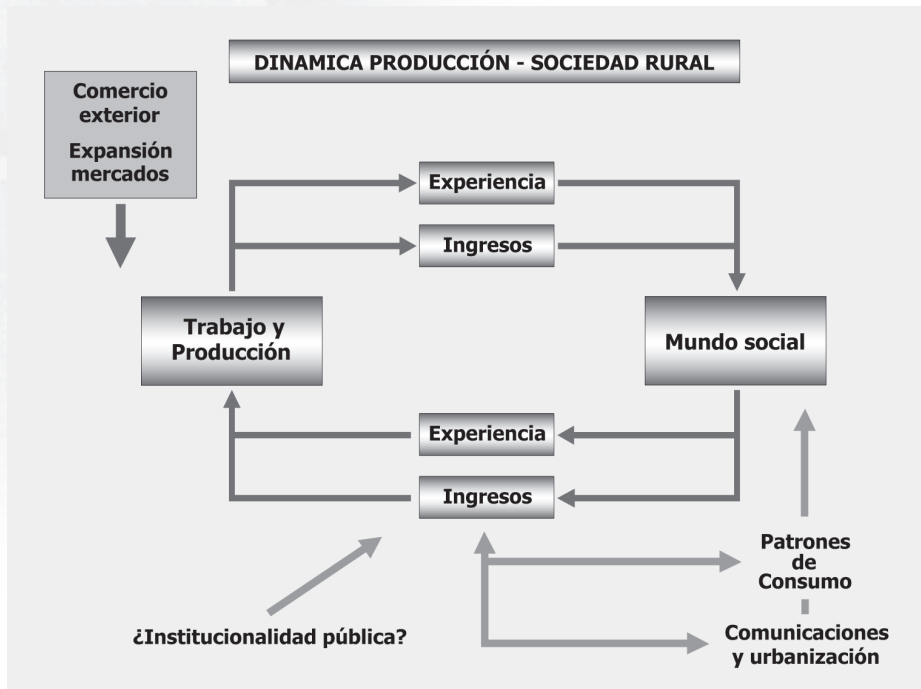 DINAMICA PRODUCCIÓN - SOCIEDAD RURAL
Comercio
exterior
Expansión
mercados
Experiencia
Ingresos
Trabajo y
Producción
Mundo social
Experiencia
Ingresos
Patrones
de
Consumo
¿Institucionalidad pública?
Comunicaciones
y urbanización